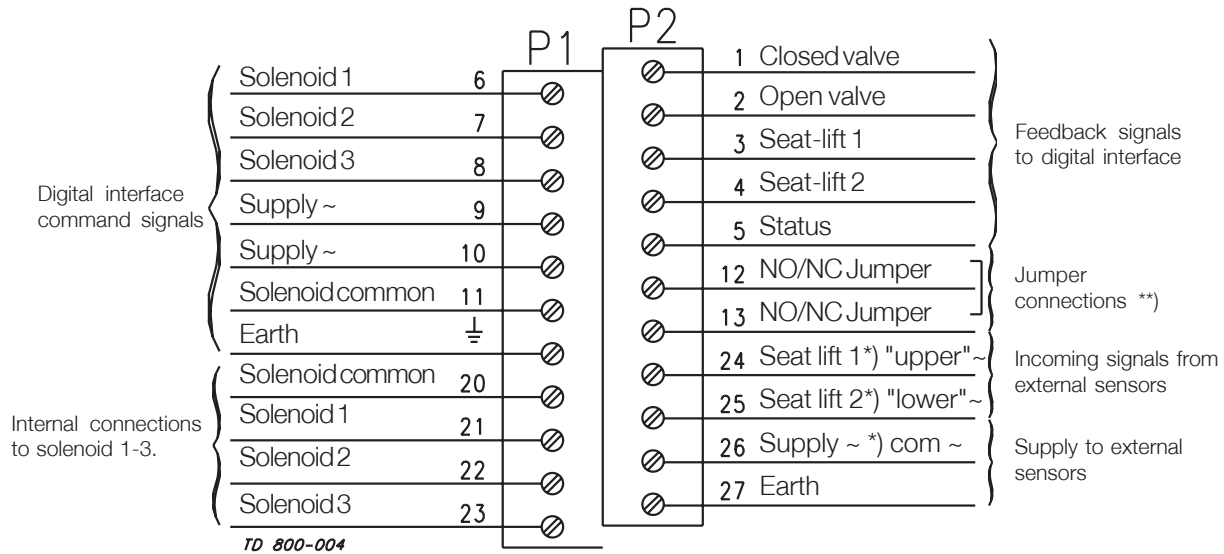 P1
P2
Digital interface
command signals
Solenoid 1 6
Solenoid 2 7
Solenoid 3 8
Supply ~ 9
Supply ~ 10
Solenoid common 11
Earth ⏚
Internal connections
to solenoid 1-3.
Solenoid common 20
Solenoid 1 21
Solenoid 2 22
Solenoid 3 23
TD 800-004
1 Closed valve
2 Open valve
3 Seat-lift 1
4 Seat-lift 2
5 Status
Feedback signals
to digital interface
12 NO/NC Jumper
13 NO/NC Jumper
Jumper
connections **)
24 Seat lift 1*) "upper"~
25 Seat lift 2*) "lower"~
Incoming signals from
external sensors
26 Supply ~ *) com ~
27 Earth
Supply to external
sensors